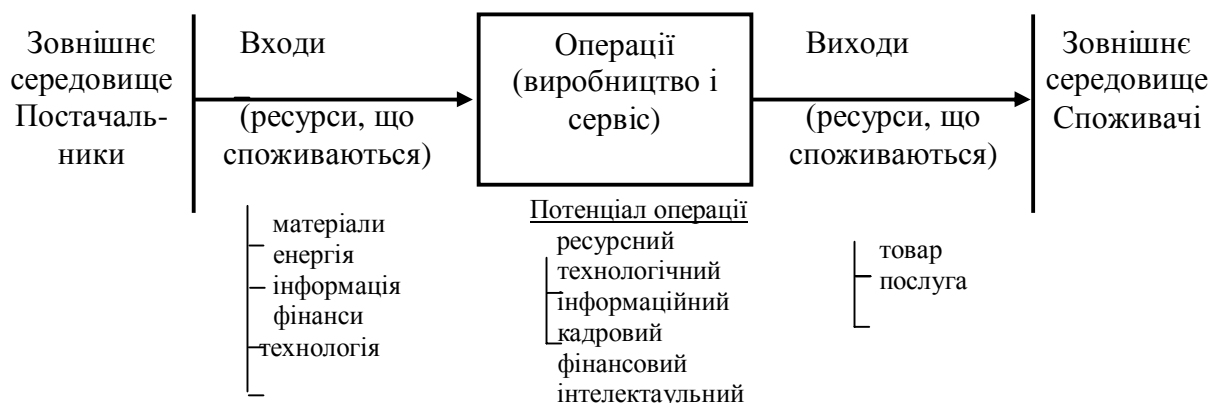 Зовнішнє
середовище
Постачаль-
ники
Входи
(ресурси, що
споживаються)
матеріали
енергія
інформація
фінанси
технологія
Операції
(виробництво і
сервіс)
Потенціал операції
ресурсний
технологічний
інформаційний
кадровий
фінансовий
інтелектаульний
Виходи
(ресурси, що
споживаються)
товар
послуга
Зовнішнє
середовище
Споживачі